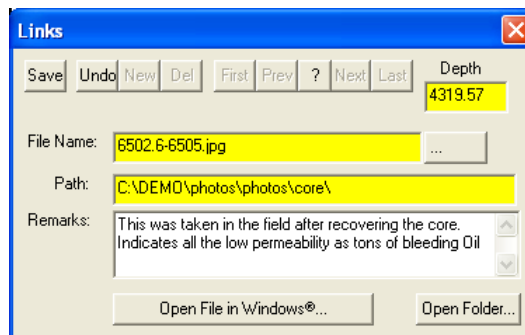 Links
Save Undo New Del First Prev ? Next Last
Depth
4319.57
File Name: 6502.6-6505.jpg ...
Path: C:\DEMO\photos\photos\core\
Remarks: This was taken in the field after recovering the core.
Indicates all the low permeability as tons of bleeding Oil
Open File in Windows®... Open Folder...